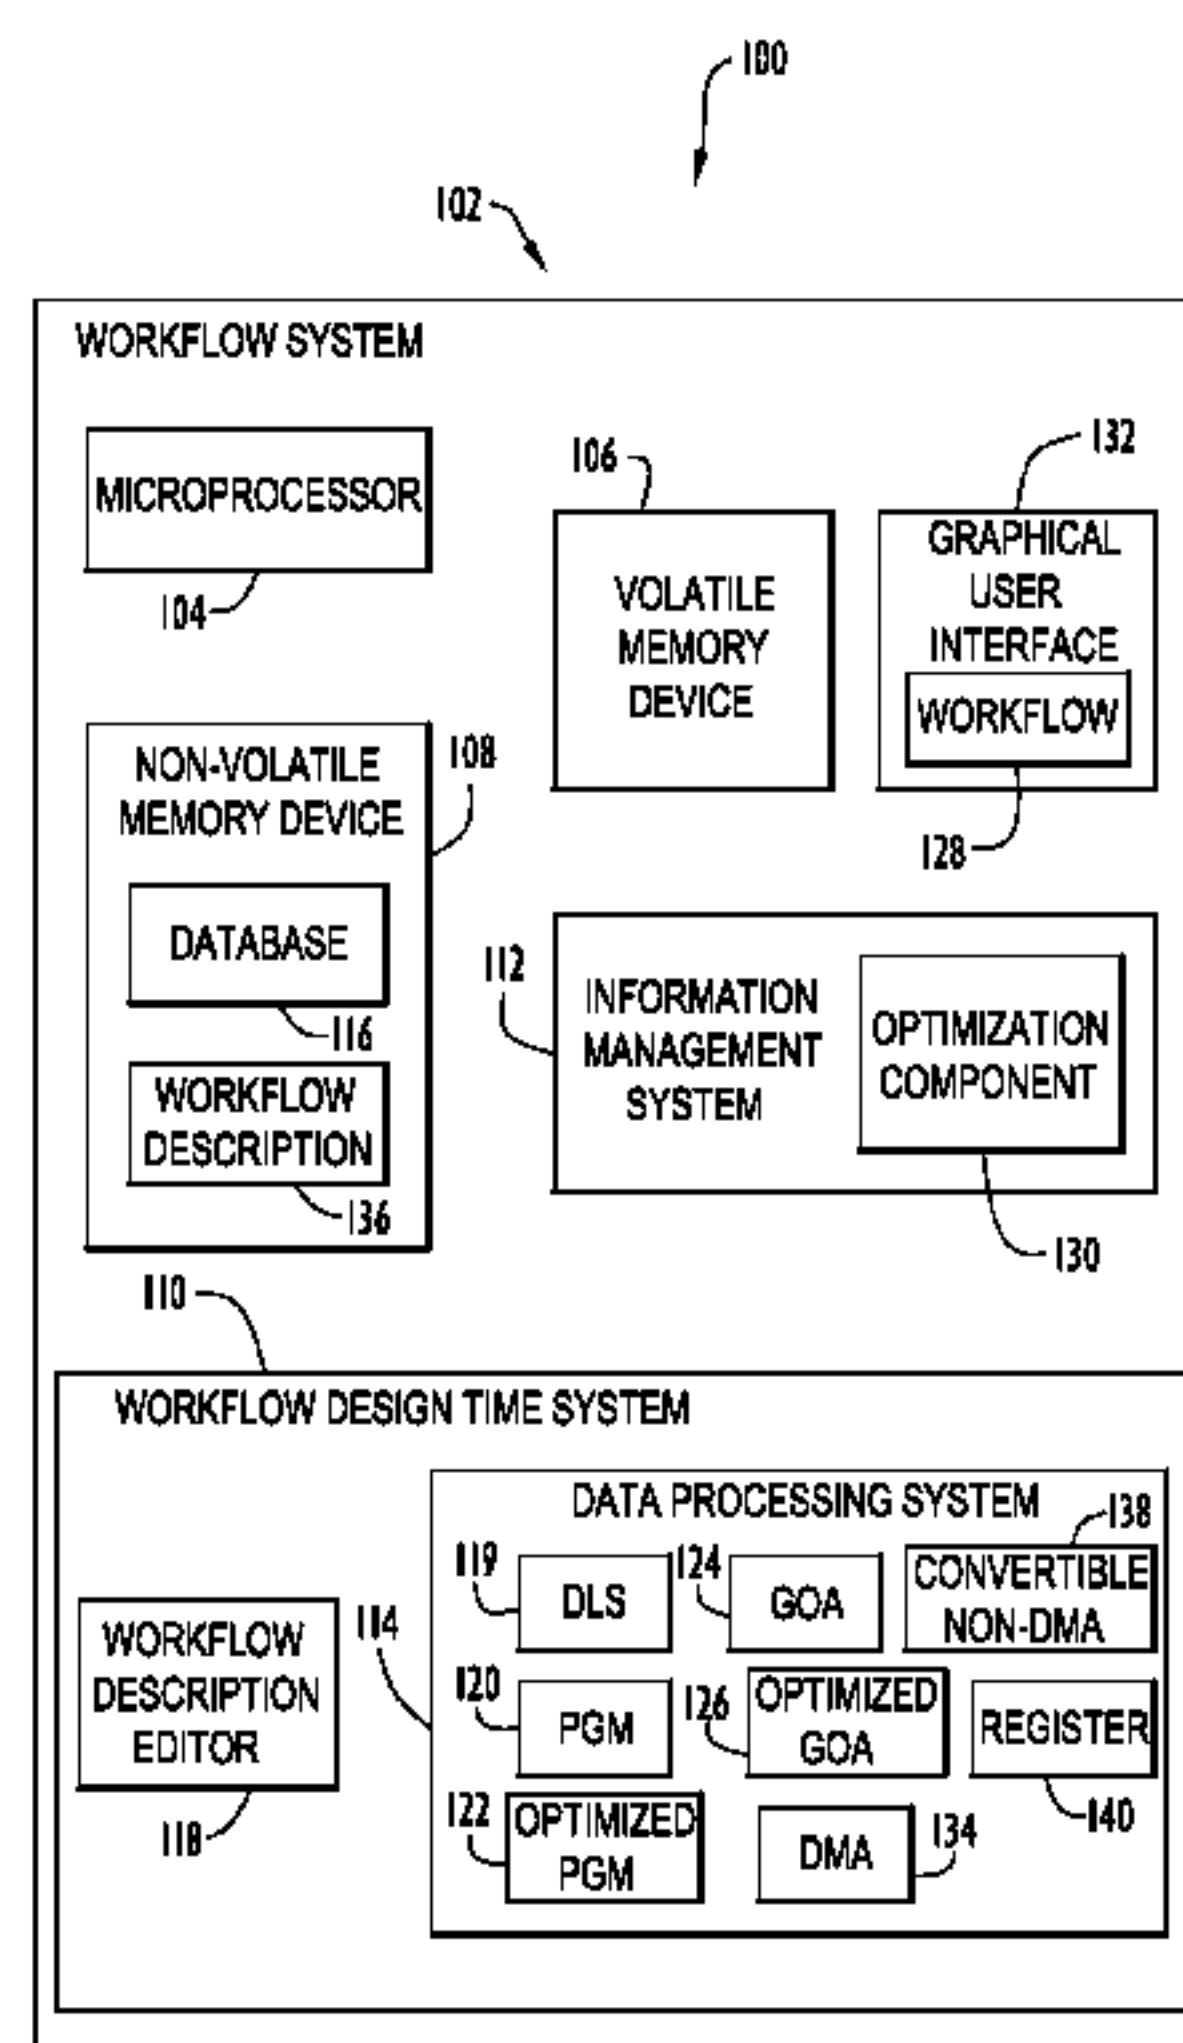 100
102
WORKFLOW SYSTEM
MICROPROCESSOR
104
106
VOLATILE
MEMORY
DEVICE
132
GRAPHICAL
USER
INTERFACE
WORKFLOW
128
NON-VOLATILE
MEMORY DEVICE
108
DATABASE
116
WORKFLOW
DESCRIPTION
136
112
INFORMATION
MANAGEMENT
SYSTEM
OPTIMIZATION
COMPONENT
130
110
WORKFLOW DESIGN TIME SYSTEM
DATA PROCESSING SYSTEM
114
WORKFLOW
DESCRIPTION
EDITOR
118
119
DLS
124
GOA
138
CONVERTIBLE
NON-DMA
120
PGM
126
OPTIMIZED
GOA
REGISTER
140
122
OPTIMIZED
PGM
DMA
134